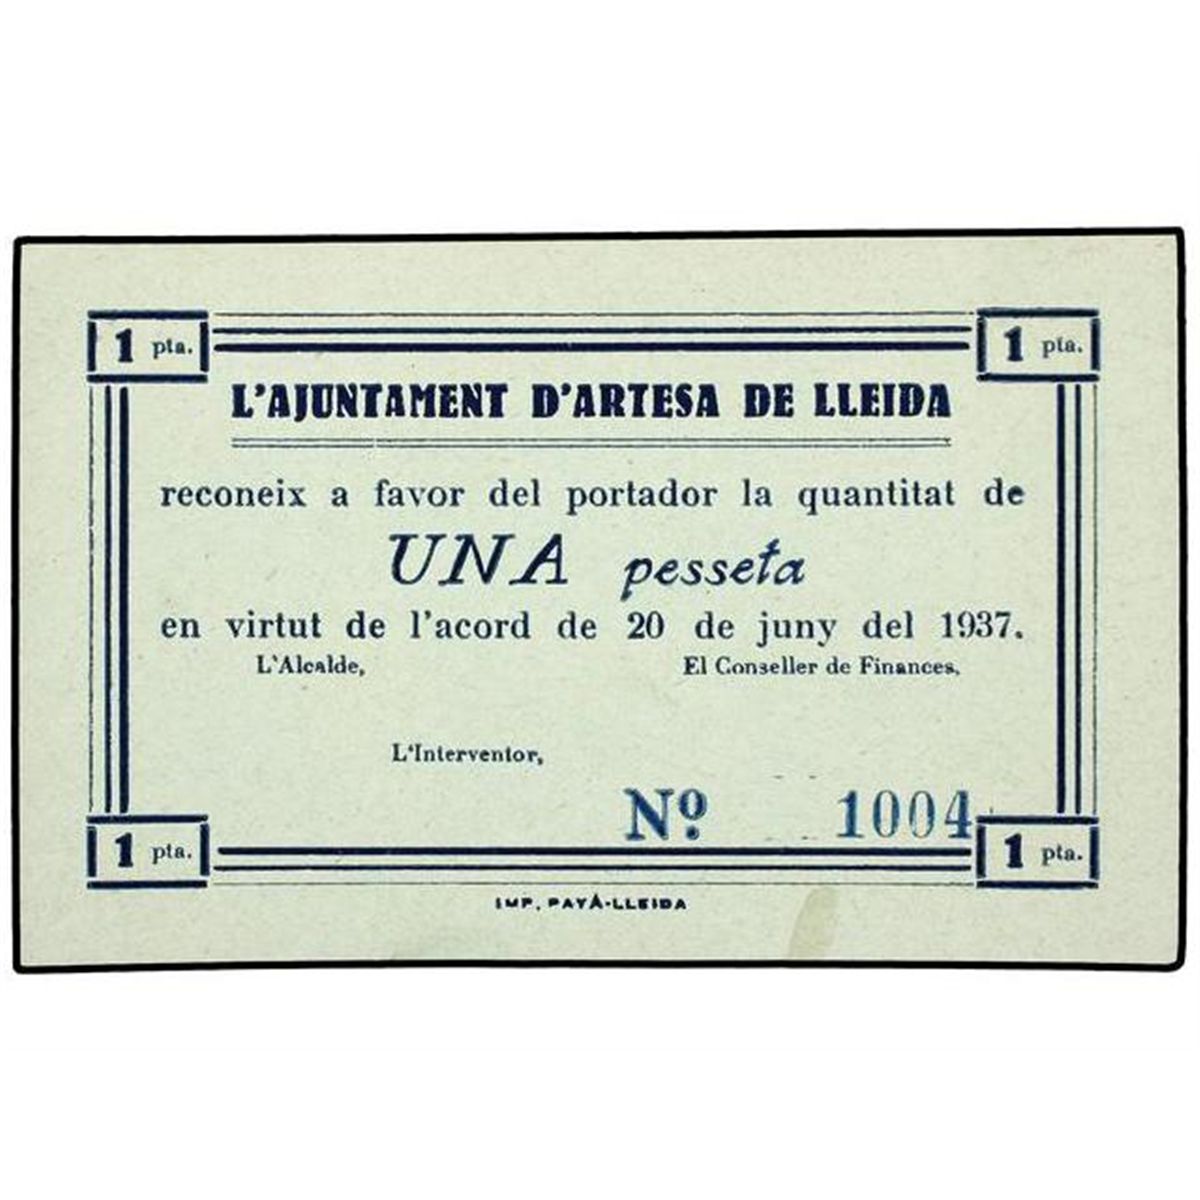 1 pta. 1 pta.
L'AJUNTAMENT D'ARTESA DE LLEIDA
reconeix a favor del portador la quantitat de
UNA pesseta
en virtut de l'acord de 20 de juny del 1937.
L'Alcalde, El Conseller de Finances,
L'Interventor,
Nº 1004
1 pta. 1 pta.
IMP. PAYÀ-LLEIDA